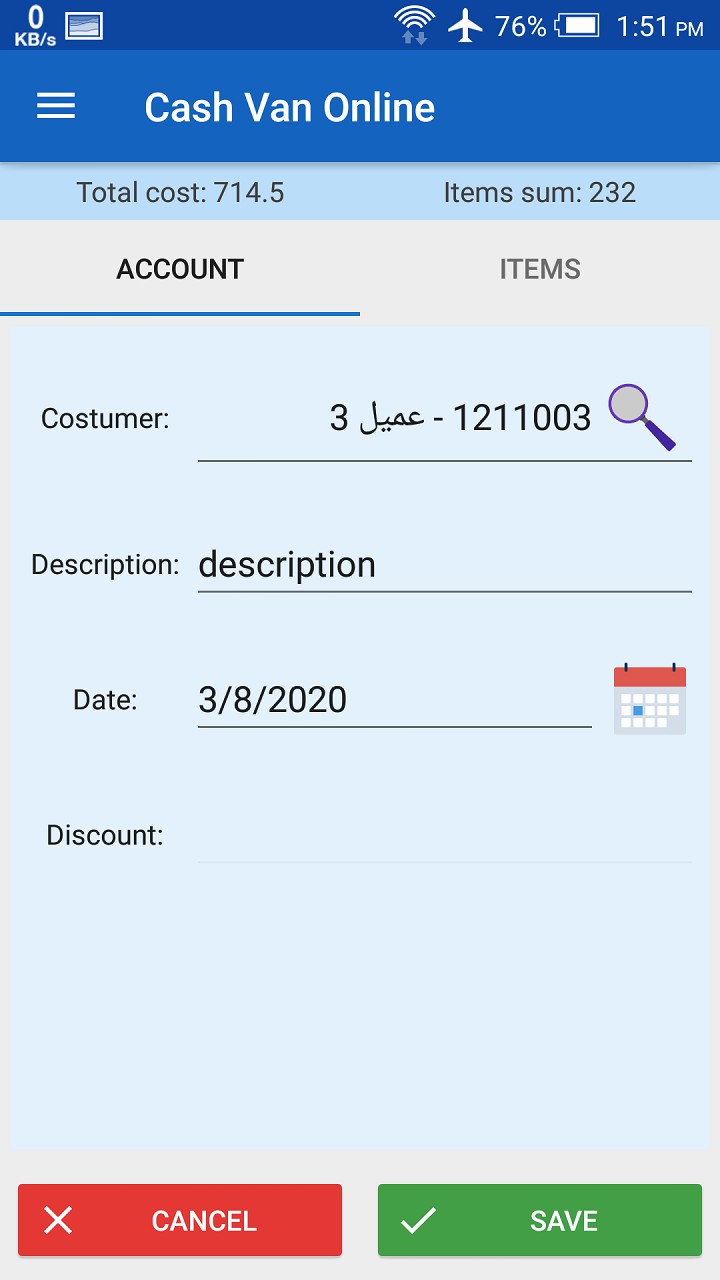 0
KB/s
76%
1:51 PM
Cash Van Online
Total cost: 714.5
Items sum: 232
ACCOUNT
ITEMS
Costumer:
1211003 - عميل 3
Description:
description
Date:
3/8/2020
Discount:
CANCEL
SAVE